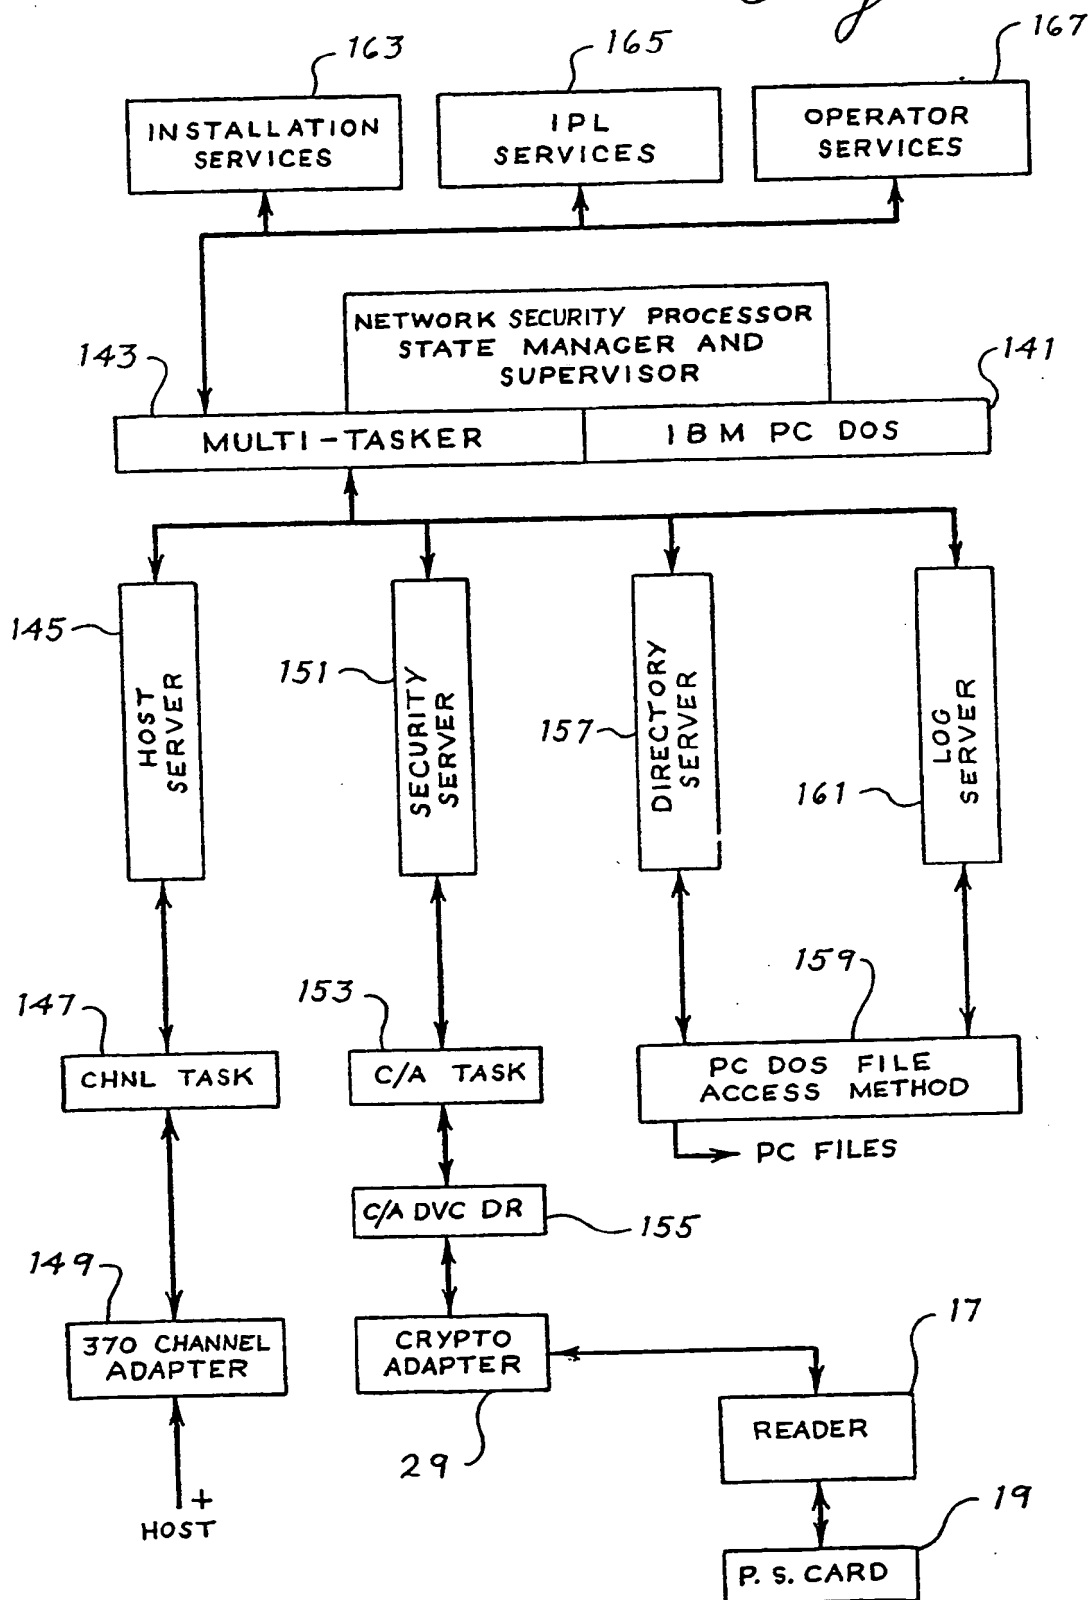 163
165
167
INSTALLATION
SERVICES
IPL
SERVICES
OPERATOR
SERVICES
NETWORK SECURITY PROCESSOR
STATE MANAGER AND
SUPERVISOR
143
141
MULTI-TASKER
IBM PC DOS
145
HOST
SERVER
151
SECURITY
SERVER
157
DIRECTORY
SERVER
161
LOG
SERVER
147
153
159
CHNL TASK
C/A TASK
PC DOS FILE
ACCESS METHOD
PC FILES
C/A DVC DR
155
149
370 CHANNEL
ADAPTER
CRYPTO
ADAPTER
17
READER
29
+
HOST
19
P. S. CARD